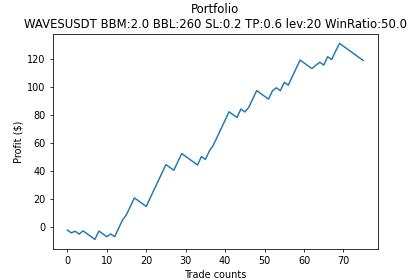 Portfolio
WAVESUSDT BBM:2.0 BBL:260 SL:0.2 TP:0.6 lev:20 WinRatio:50.0
120
100
80
60
40
20
0
Profit ($)
0 10 20 30 40 50 60 70
Trade counts